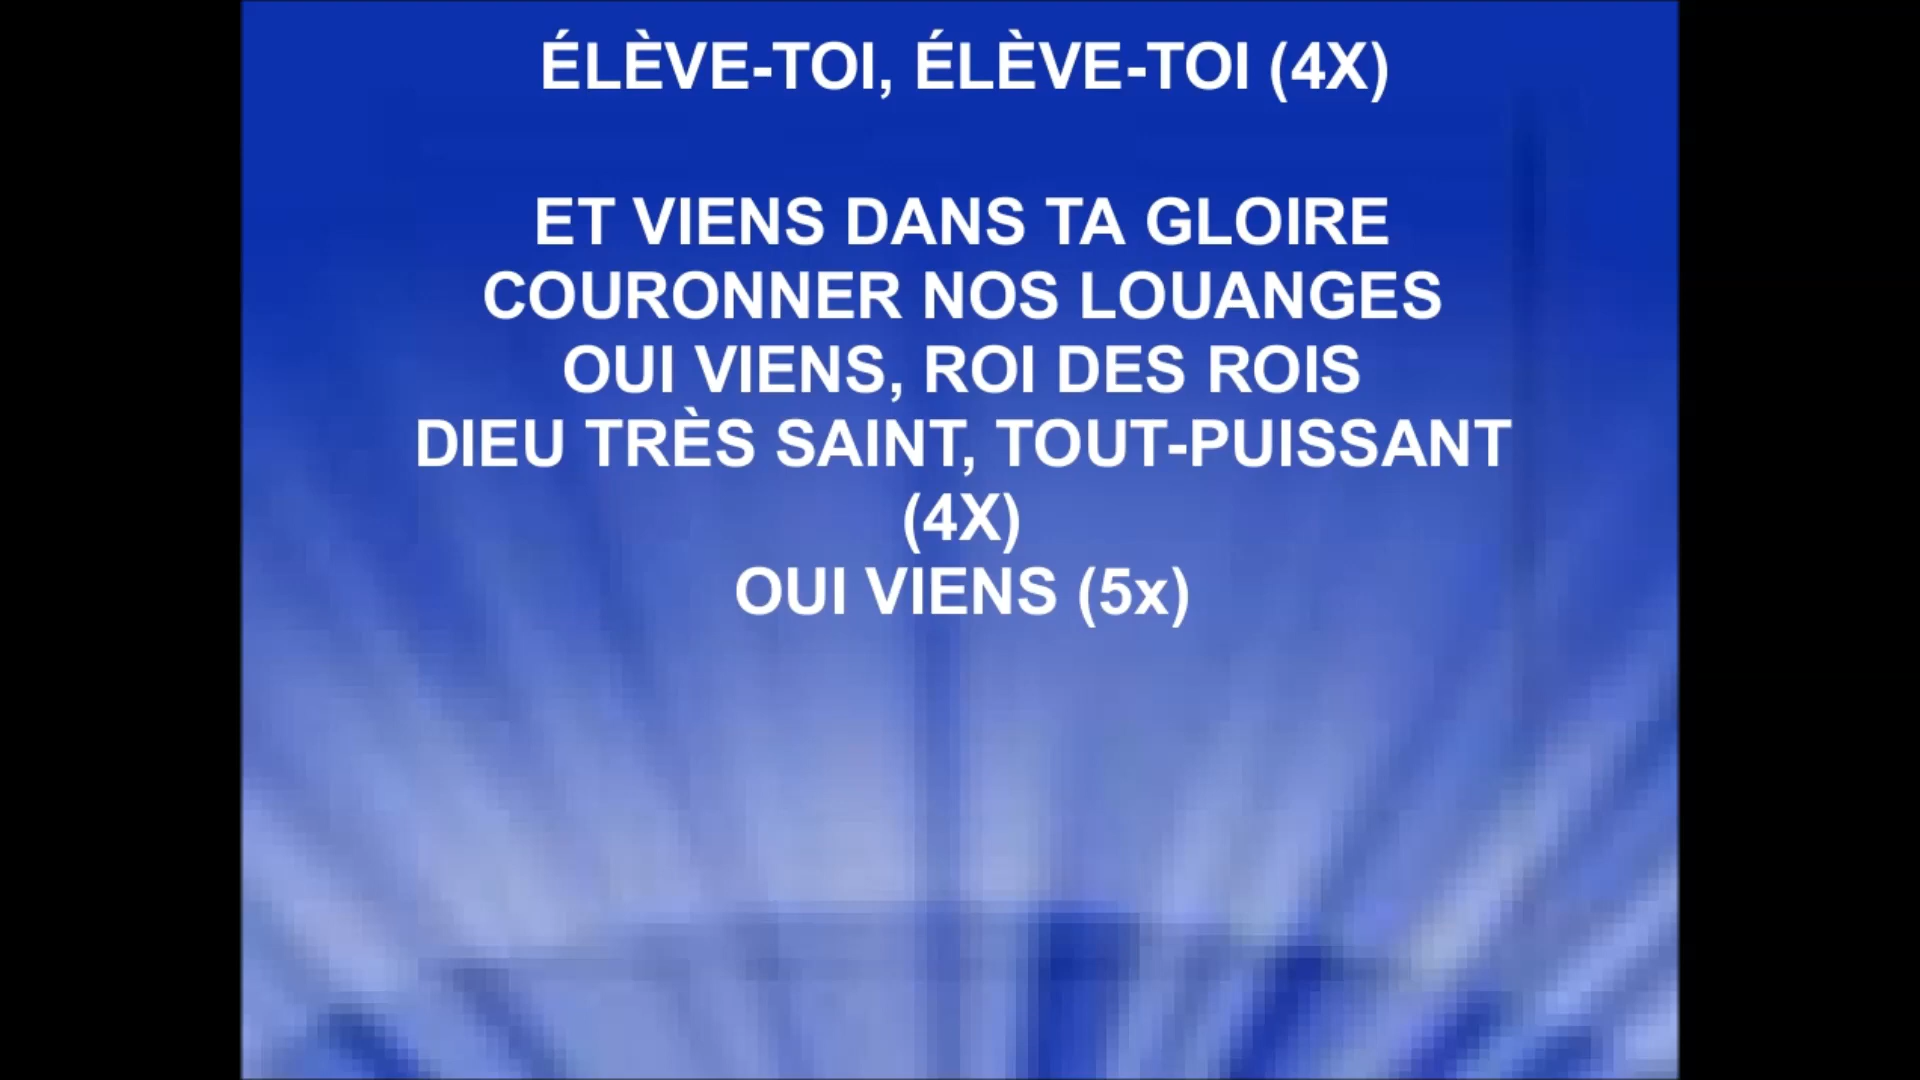 ÉLÈVE-TOI, ÉLÈVE-TOI (4X)
ET VIENS DANS TA GLOIRE
COURONNER NOS LOUANGES
OUI VIENS, ROI DES ROIS
DIEU TRÈS SAINT, TOUT-PUISSANT
(4X)
OUI VIENS (5x)